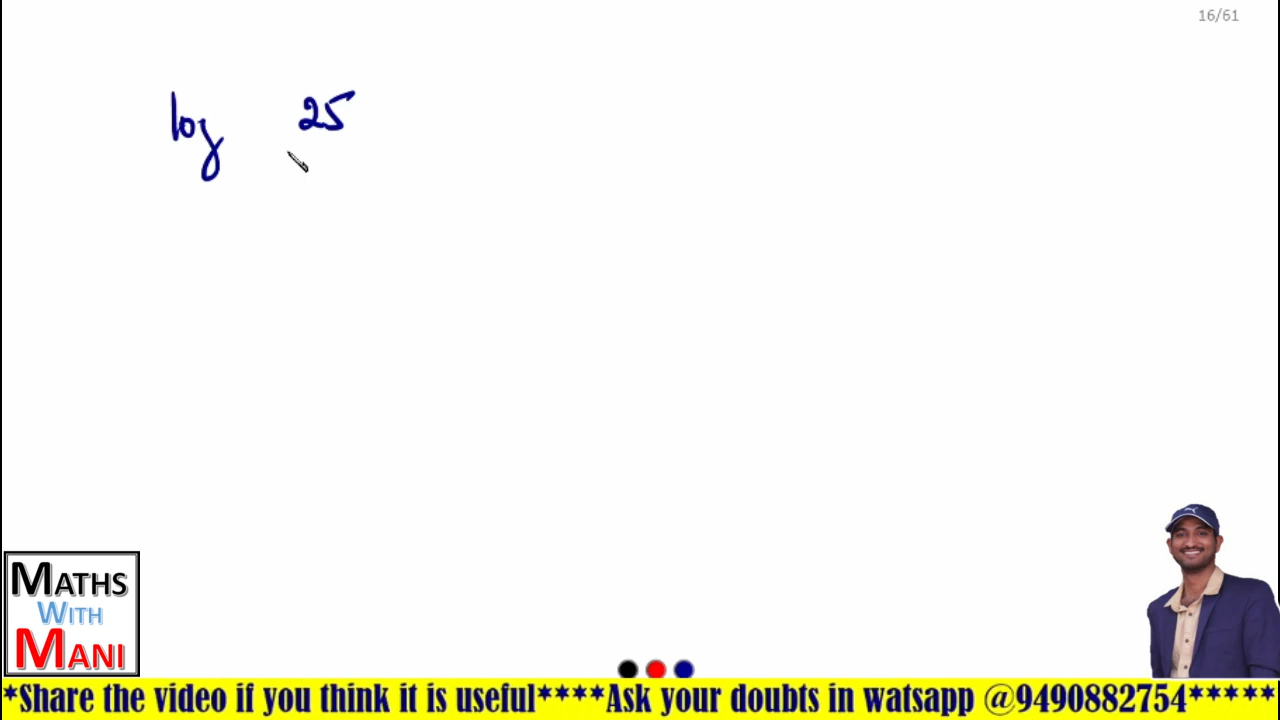 16/61
log 25
MATHS
WITH
MANI
*Share the video if you think it is useful****Ask your doubts in watsapp @9490882754*****